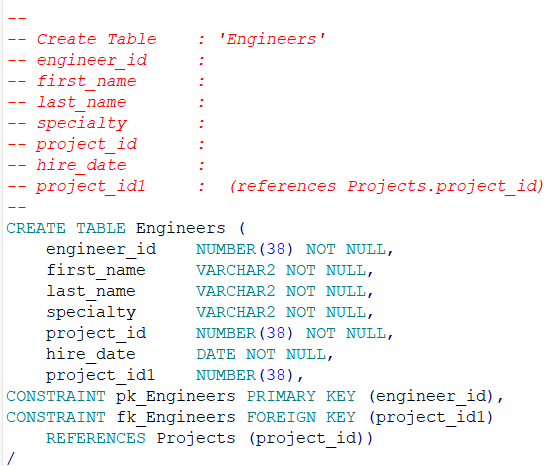 --
-- Create Table    : 'Engineers'
-- engineer_id     :
-- first_name      :
-- last_name       :
-- specialty       :
-- project_id      :
-- hire_date       :
-- project_id1     :  (references Projects.project_id)
--
CREATE TABLE Engineers (
    engineer_id    NUMBER(38) NOT NULL,
    first_name     VARCHAR2 NOT NULL,
    last_name      VARCHAR2 NOT NULL,
    specialty      VARCHAR2 NOT NULL,
    project_id     NUMBER(38) NOT NULL,
    hire_date      DATE NOT NULL,
    project_id1    NUMBER(38),
CONSTRAINT pk_Engineers PRIMARY KEY (engineer_id),
CONSTRAINT fk_Engineers FOREIGN KEY (project_id1)
    REFERENCES Projects (project_id))
/